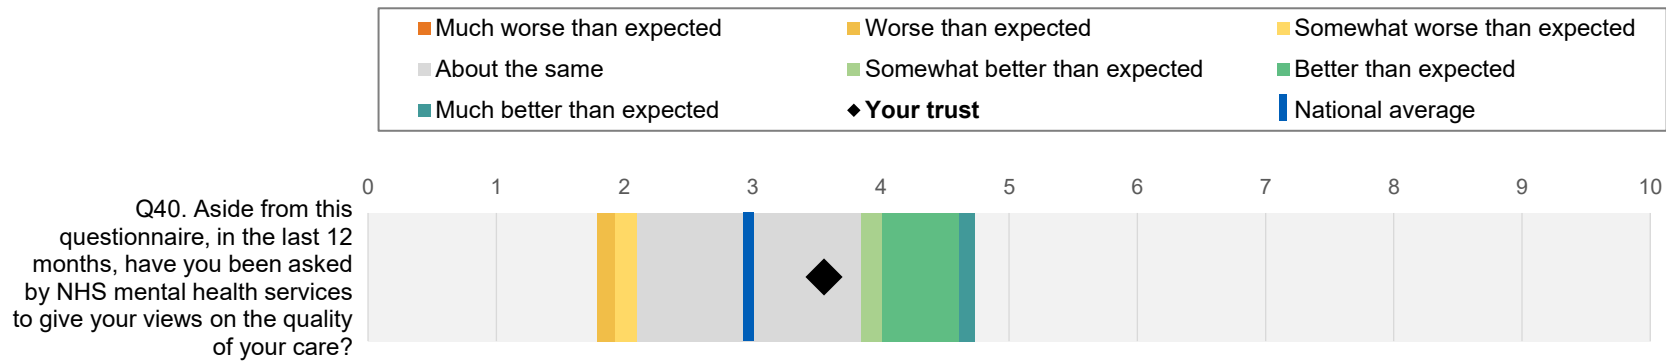 Much worse than expected
Worse than expected
Somewhat worse than expected
About the same
Somewhat better than expected
Better than expected
Much better than expected
Your trust
National average
0 1 2 3 4 5 6 7 8 9 10
Q40. Aside from this
questionnaire, in the last 12
months, have you been asked
by NHS mental health services
to give your views on the quality
of your care?